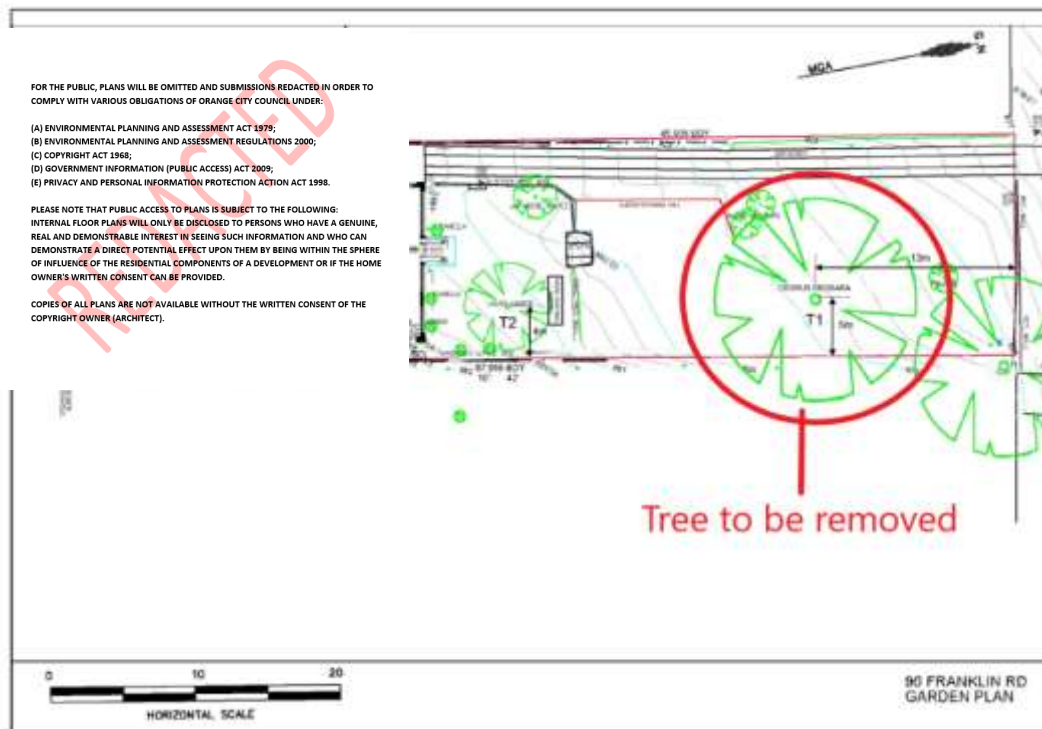 REDACTED
FOR THE PUBLIC, PLANS WILL BE OMITTED AND SUBMISSIONS REDACTED IN ORDER TO
COMPLY WITH VARIOUS OBLIGATIONS OF ORANGE CITY COUNCIL UNDER:
(A) ENVIRONMENTAL PLANNING AND ASSESSMENT ACT 1979;
(B) ENVIRONMENTAL PLANNING AND ASSESSMENT REGULATIONS 2000;
(C) COPYRIGHT ACT 1968;
(D) GOVERNMENT INFORMATION (PUBLIC ACCESS) ACT 2009;
(E) PRIVACY AND PERSONAL INFORMATION PROTECTION ACTION ACT 1998.
PLEASE NOTE THAT PUBLIC ACCESS TO PLANS IS SUBJECT TO THE FOLLOWING:
INTERNAL FLOOR PLANS WILL ONLY BE DISCLOSED TO PERSONS WHO HAVE A GENUINE,
REAL AND DEMONSTRABLE INTEREST IN SEEING SUCH INFORMATION AND WHO CAN
DEMONSTRATE A DIRECT POTENTIAL EFFECT UPON THEM BY BEING WITHIN THE SPHERE
OF INFLUENCE OF THE RESIDENTIAL COMPONENTS OF A DEVELOPMENT OR IF THE HOME
OWNER'S WRITTEN CONSENT CAN BE PROVIDED.
COPIES OF ALL PLANS ARE NOT AVAILABLE WITHOUT THE WRITTEN CONSENT OF THE
COPYRIGHT OWNER (ARCHITECT).
MGA
13m
T1
5m
T2
4m
Tree to be removed
0 10 20
HORIZONTAL SCALE
90 FRANKLIN RD
GARDEN PLAN